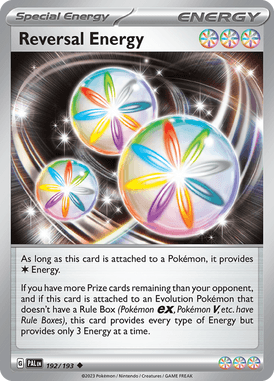 Special Energy ENERGY
Reversal Energy
As long as this card is attached to a Pokémon, it provides
Energy.
If you have more Prize cards remaining than your opponent,
and if this card is attached to an Evolution Pokémon that
doesn't have a Rule Box (Pokémon ex, Pokémon V, etc. have
Rule Boxes), this card provides every type of Energy but
provides only 3 Energy at a time.
G PAL EN 192/193
©2023 Pokémon / Nintendo / Creatures / GAME FREAK